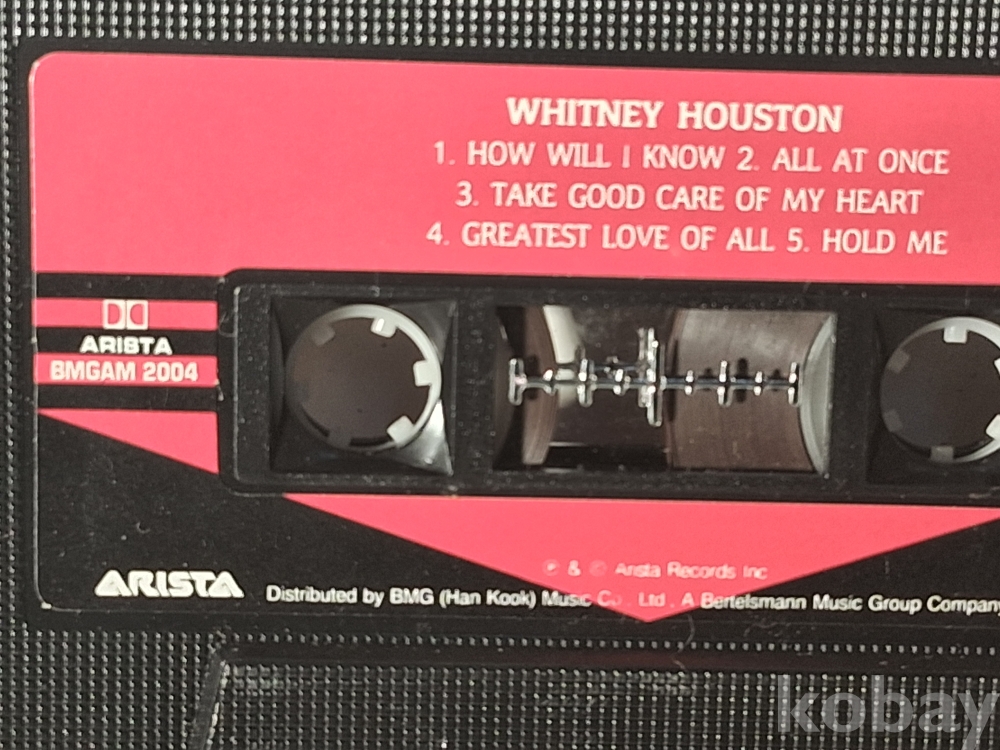 WHITNEY HOUSTON
1. HOW WILL I KNOW 2. ALL AT ONCE
3. TAKE GOOD CARE OF MY HEART
4. GREATEST LOVE OF ALL 5. HOLD ME
ARISTA
BMGAM 2004
℗ & © Arista Records Inc
ARISTA
Distributed by BMG (Han Kook) Music Co., Ltd. A Bertelsmann Music Group Company
kobay